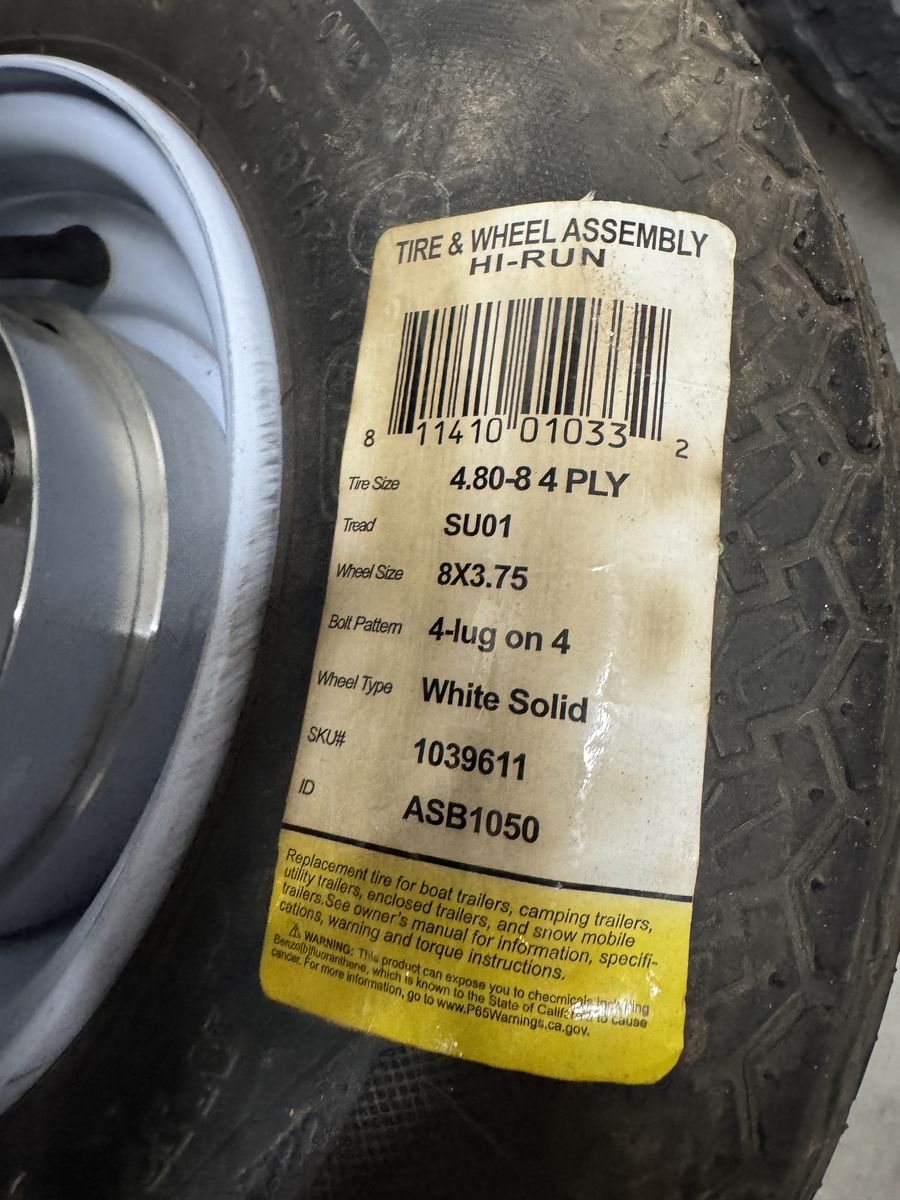 TIRE & WHEEL ASSEMBLY
HI-RUN
8 11410 01033 2
Tire Size 4.80-8 4 PLY
Tread SU01
Wheel Size 8X3.75
Bolt Pattern 4-lug on 4
Wheel Type White Solid
SKU# 1039611
ID ASB1050
Replacement tire for boat trailers, camping trailers,
utility trailers, enclosed trailers, and snow mobile
trailers.See owner's manual for information, specifi-
cations, warning and torque instructions.
⚠ WARNING: This product can expose you to checmicals including
Benzo[b]fluoranthene, which is known to the State of California to cause
cancer. For more information, go to www.P65Warnings.ca.gov.